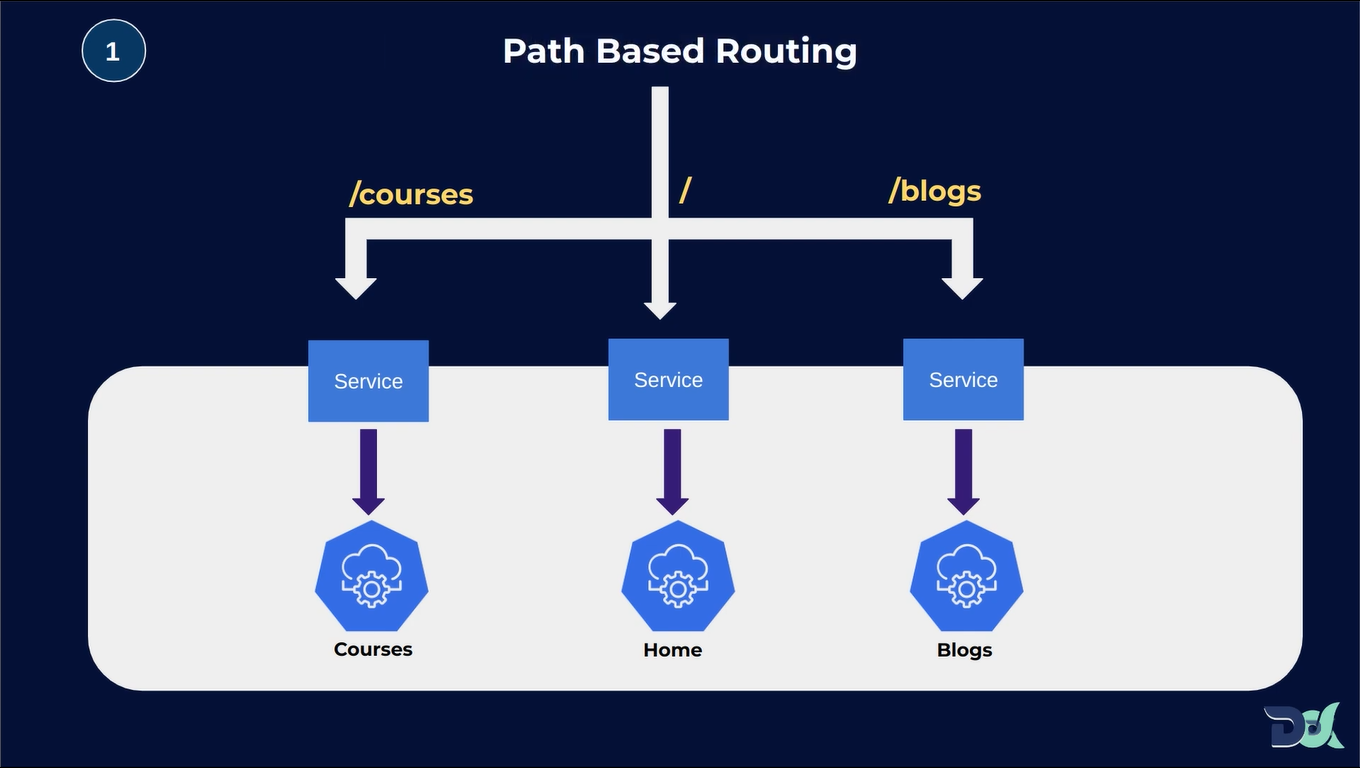 1
Path Based Routing
/courses
/
/blogs
Service
Service
Service
Courses
Home
Blogs